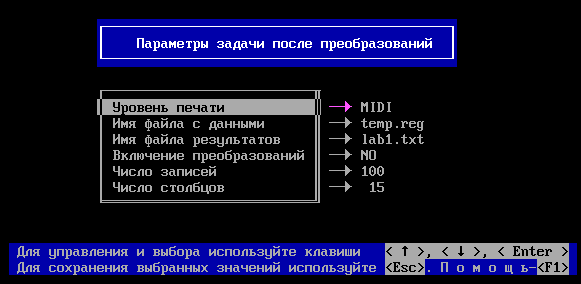 Параметры задачи после преобразований
Уровень печати → MIDI
Имя файла с данными → temp.reg
Имя файла результатов → lab1.txt
Включение преобразований → NO
Число записей → 100
Число столбцов → 15
Для управления и выбора используйте клавиши < ↑ >, < ↓ >, < Enter >
Для сохранения выбранных значений используйте <Esc>. П о м о щ ь-<F1>